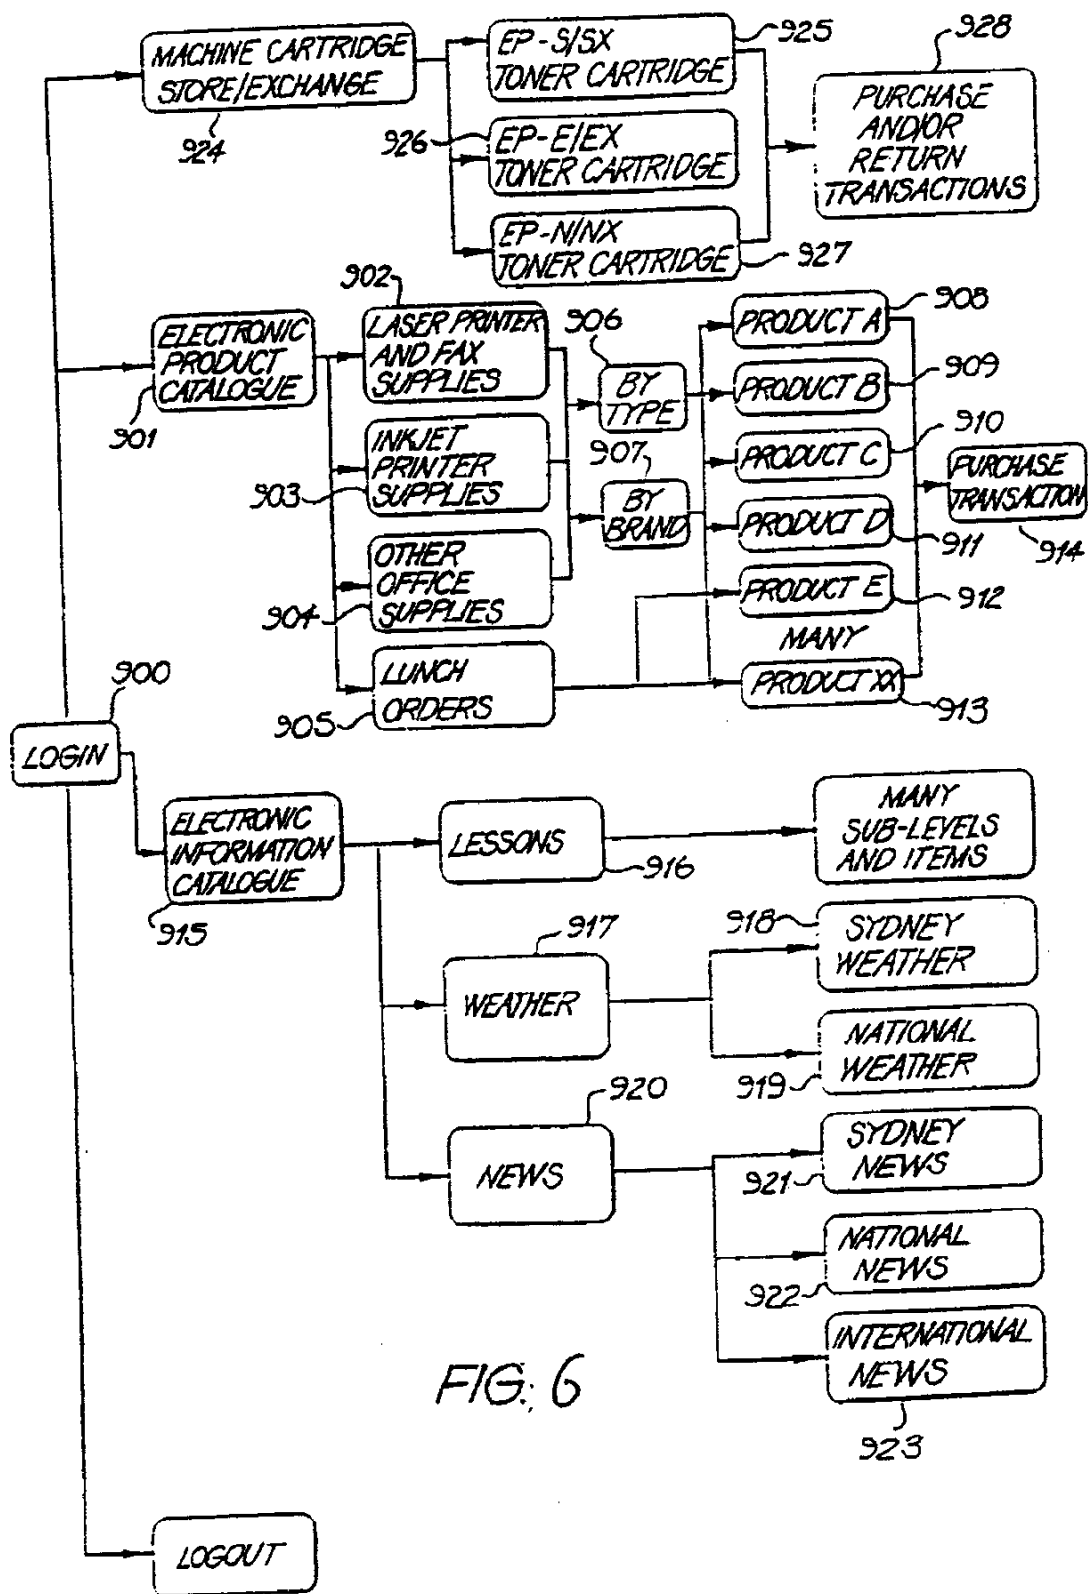 MACHINE CARTRIDGE
STORE/EXCHANGE
924
EP-S/SX
TONER CARTRIDGE
925
926
EP-E/EX
TONER CARTRIDGE
EP-N/NX
TONER CARTRIDGE
927
928
PURCHASE
AND/OR
RETURN
TRANSACTIONS
ELECTRONIC
PRODUCT
CATALOGUE
901
902
LASER PRINTER
AND FAX
SUPPLIES
INKJET
PRINTER
SUPPLIES
903
OTHER
OFFICE
SUPPLIES
904
LUNCH
ORDERS
905
906
BY
TYPE
907
BY
BRAND
PRODUCT A
908
PRODUCT B
909
PRODUCT C
910
PRODUCT D
911
PRODUCT E
912
MANY
PRODUCT XX
913
PURCHASE
TRANSACTION
914
900
LOGIN
ELECTRONIC
INFORMATION
CATALOGUE
915
LESSONS
916
MANY
SUB-LEVELS
AND ITEMS
917
WEATHER
918
SYDNEY
WEATHER
NATIONAL
WEATHER
919
920
NEWS
SYDNEY
NEWS
921
NATIONAL
NEWS
922
INTERNATIONAL
NEWS
923
FIG. 6
LOGOUT